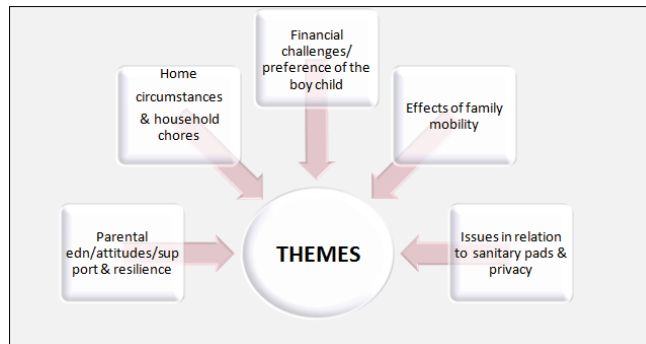 Financial
challenges/
preference of the
boy child
Home
circumstances
& household
chores
Effects of family
mobility
Parental
edn/attitudes/sup
port & resilience
THEMES
Issues in relation
to sanitary pads &
privacy